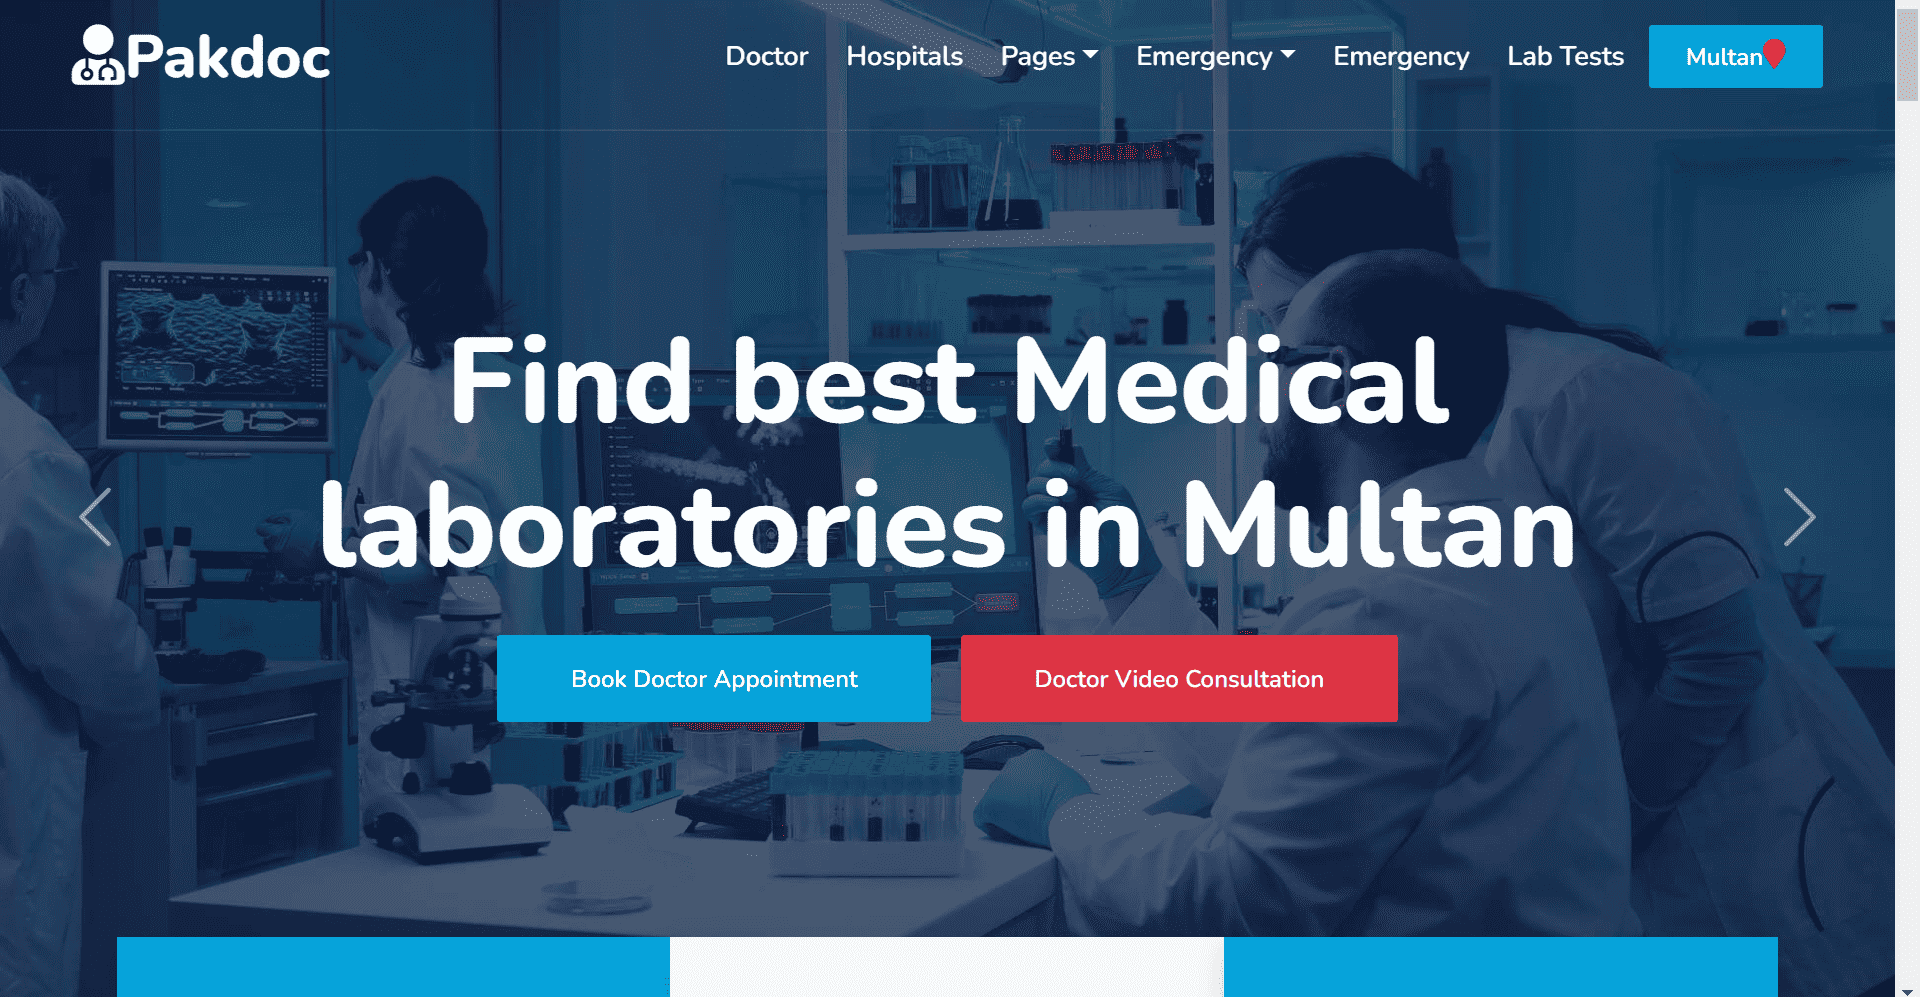 Pakdoc
Doctor Hospitals Pages Emergency Emergency Lab Tests Multan
Find best Medical
laboratories in Multan
Book Doctor Appointment Doctor Video Consultation